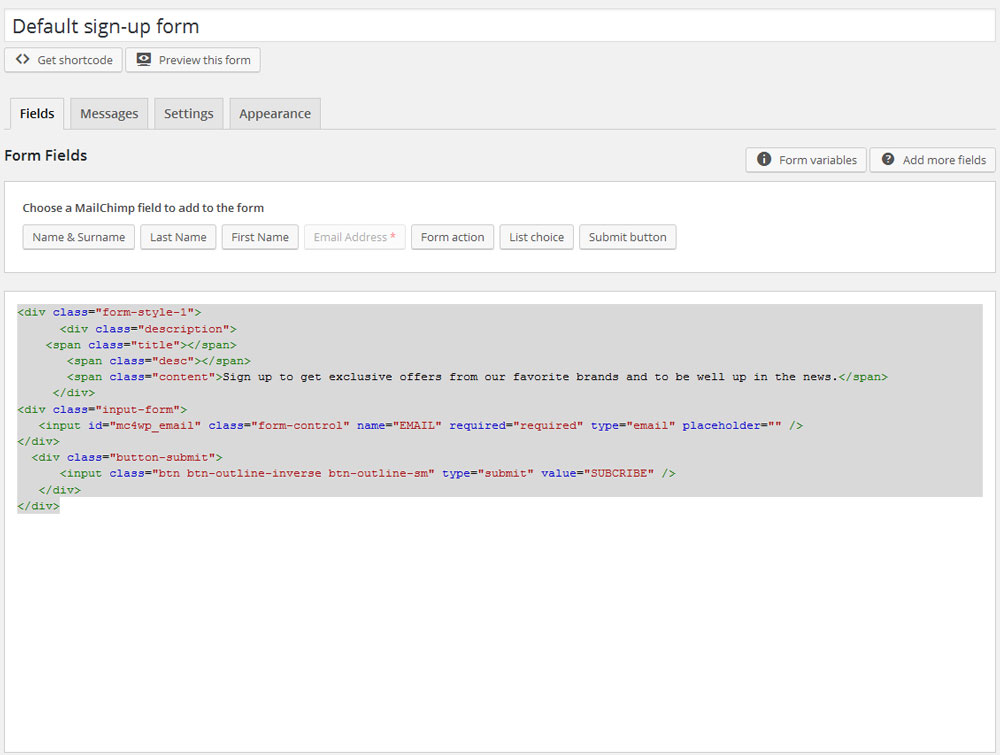 Default sign-up form
Get shortcode Preview this form
Fields Messages Settings Appearance
Form Fields Form variables Add more fields
Choose a MailChimp field to add to the form
Name & Surname Last Name First Name Email Address * Form action List choice Submit button
<div class="form-style-1">
<div class="description">
<span class="title"></span>
<span class="desc"></span>
<span class="content">Sign up to get exclusive offers from our favorite brands and to be well up in the news.</span>
</div>
<div class="input-form">
<input id="mc4wp_email" class="form-control" name="EMAIL" required="required" type="email" placeholder="" />
</div>
<div class="button-submit">
<input class="btn btn-outline-inverse btn-outline-sm" type="submit" value="SUBCRIBE" />
</div>
</div>